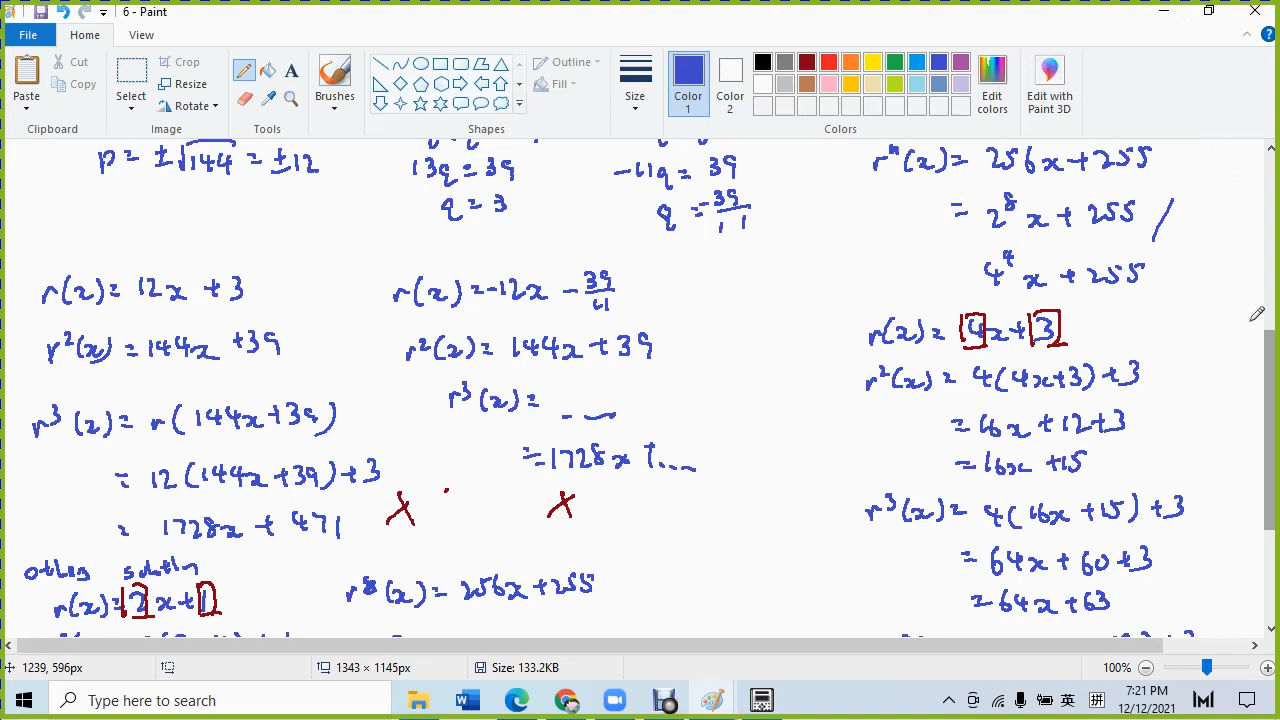 6 - Paint
File Home View
Paste
Cut
Copy
Clipboard
Select
Crop
Resize
Rotate
Image
Tools
Brushes
Shapes
Outline
Fill
Size
Color 1
Color 2
Edit colors
Edit with Paint 3D
Colors
p = ±√144 = ±12
13q = 39
q = 3
-11q = 39
q = -39/11
r(x) = 12x + 3
r²(x) = 144x + 39
r³(x) = r(144x+39)
= 12(144x+39)+3
= 1728x + 471
r(x) = -12x - 39/11
r²(x) = 144x + 39
r³(x) =
= 1728x + ...
other solution
r(x) = 2x + 1
r⁸(x) = 256x + 255
rⁿ(x) = 256x + 255
= 2⁸x + 255 /
4⁴x + 255
r(x) = 4x + 3
r²(x) = 4(4x+3) + 3
= 16x + 12 + 3
= 16x + 15
r³(x) = 4(16x + 15) + 3
= 64x + 60 + 3
= 64x + 63
1239, 596px
1343 × 1145px
Size: 133.2KB
100%
Type here to search
英
拼
7:21 PM
12/12/2021